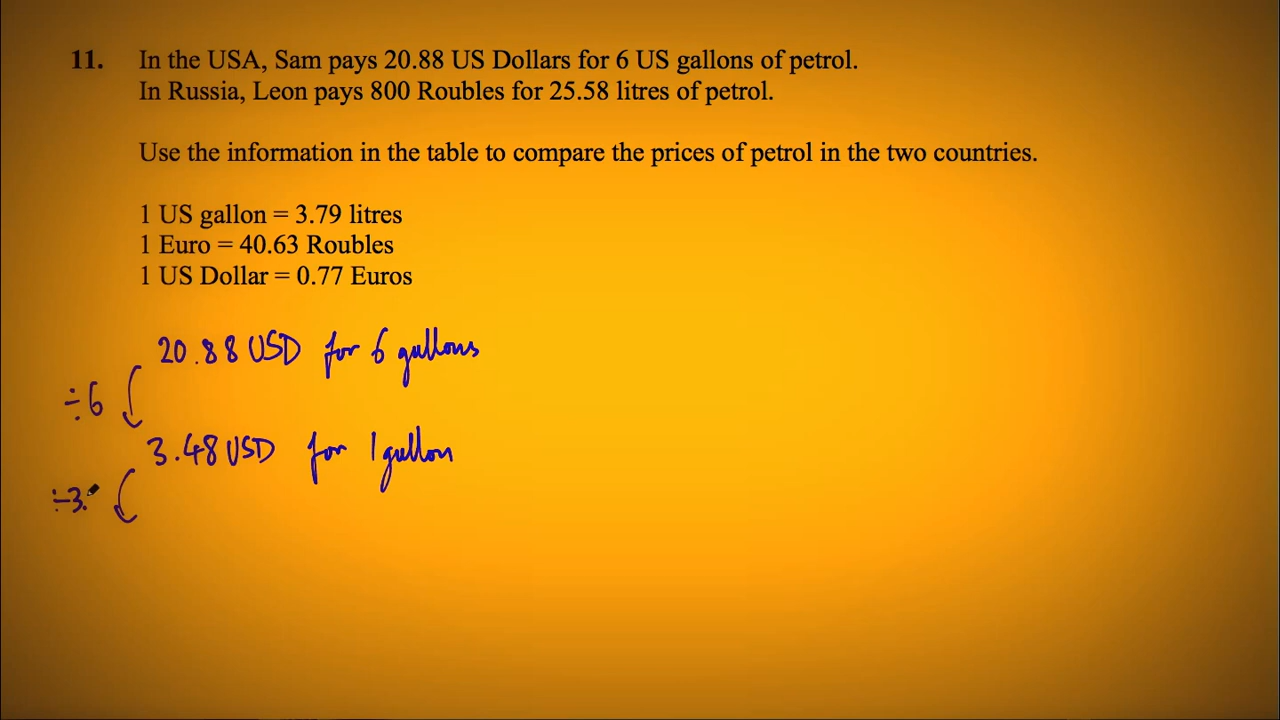 11. In the USA, Sam pays 20.88 US Dollars for 6 US gallons of petrol.
In Russia, Leon pays 800 Roubles for 25.58 litres of petrol.
Use the information in the table to compare the prices of petrol in the two countries.
1 US gallon = 3.79 litres
1 Euro = 40.63 Roubles
1 US Dollar = 0.77 Euros
20.88 USD for 6 gallons
÷6
3.48 USD for 1 gallon
÷3.